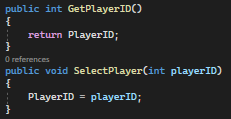 public int GetPlayerID()
{
return PlayerID;
}
0 references
public void SelectPlayer(int playerID)
{
PlayerID = playerID;
}